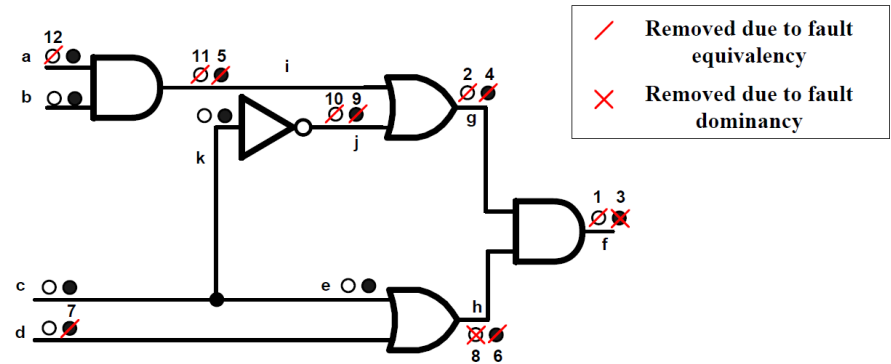 12
a
b
11 5
i
10 9
j
k
2 4
g
1 3
f
c
e
7
d
h
8 6
Removed due to fault
equivalency
Removed due to fault
dominancy